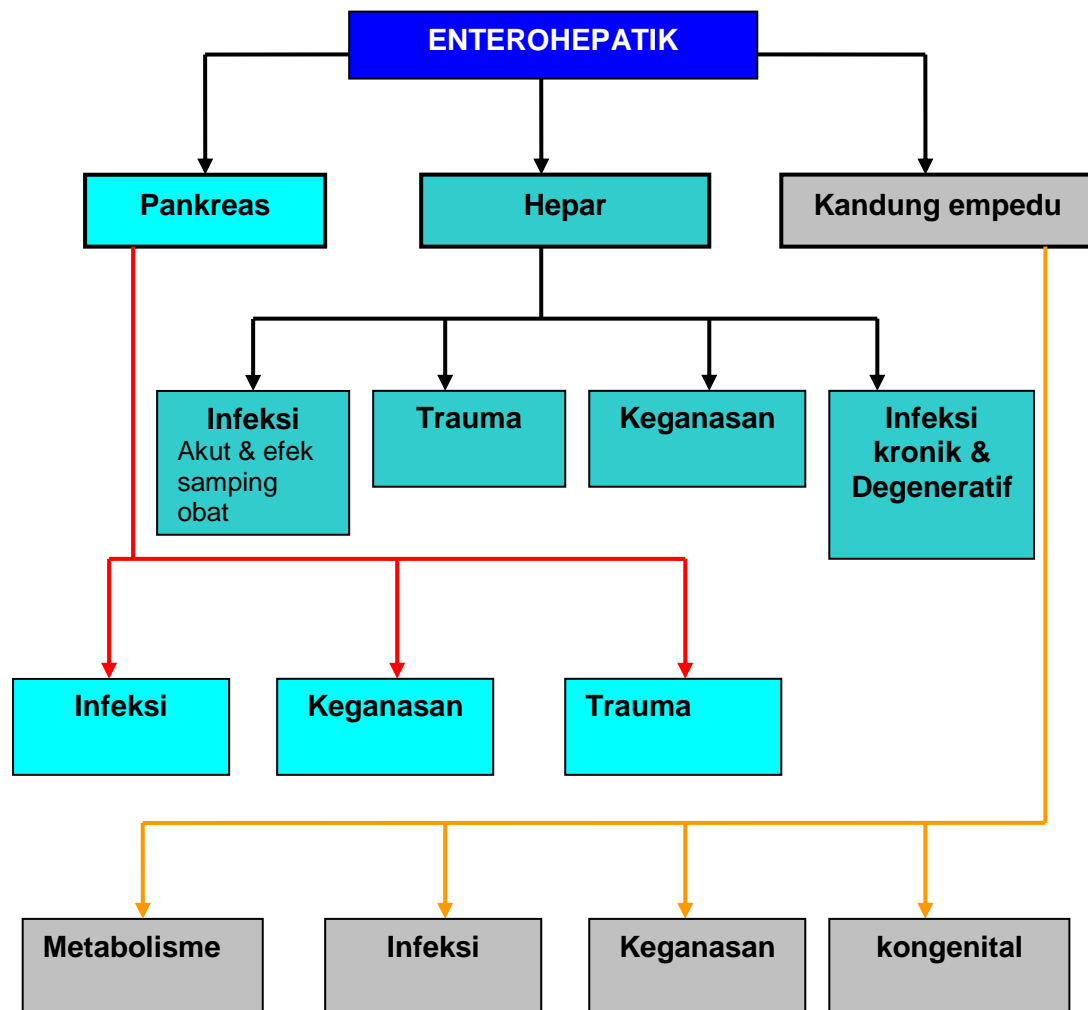 ENTEROHEPATIK
Pankreas
Hepar
Kandung empedu
Infeksi
Akut & efek
samping
obat
Trauma
Keganasan
Infeksi
kronik &
Degeneratif
Infeksi
Keganasan
Trauma
Metabolisme
Infeksi
Keganasan
kongenital